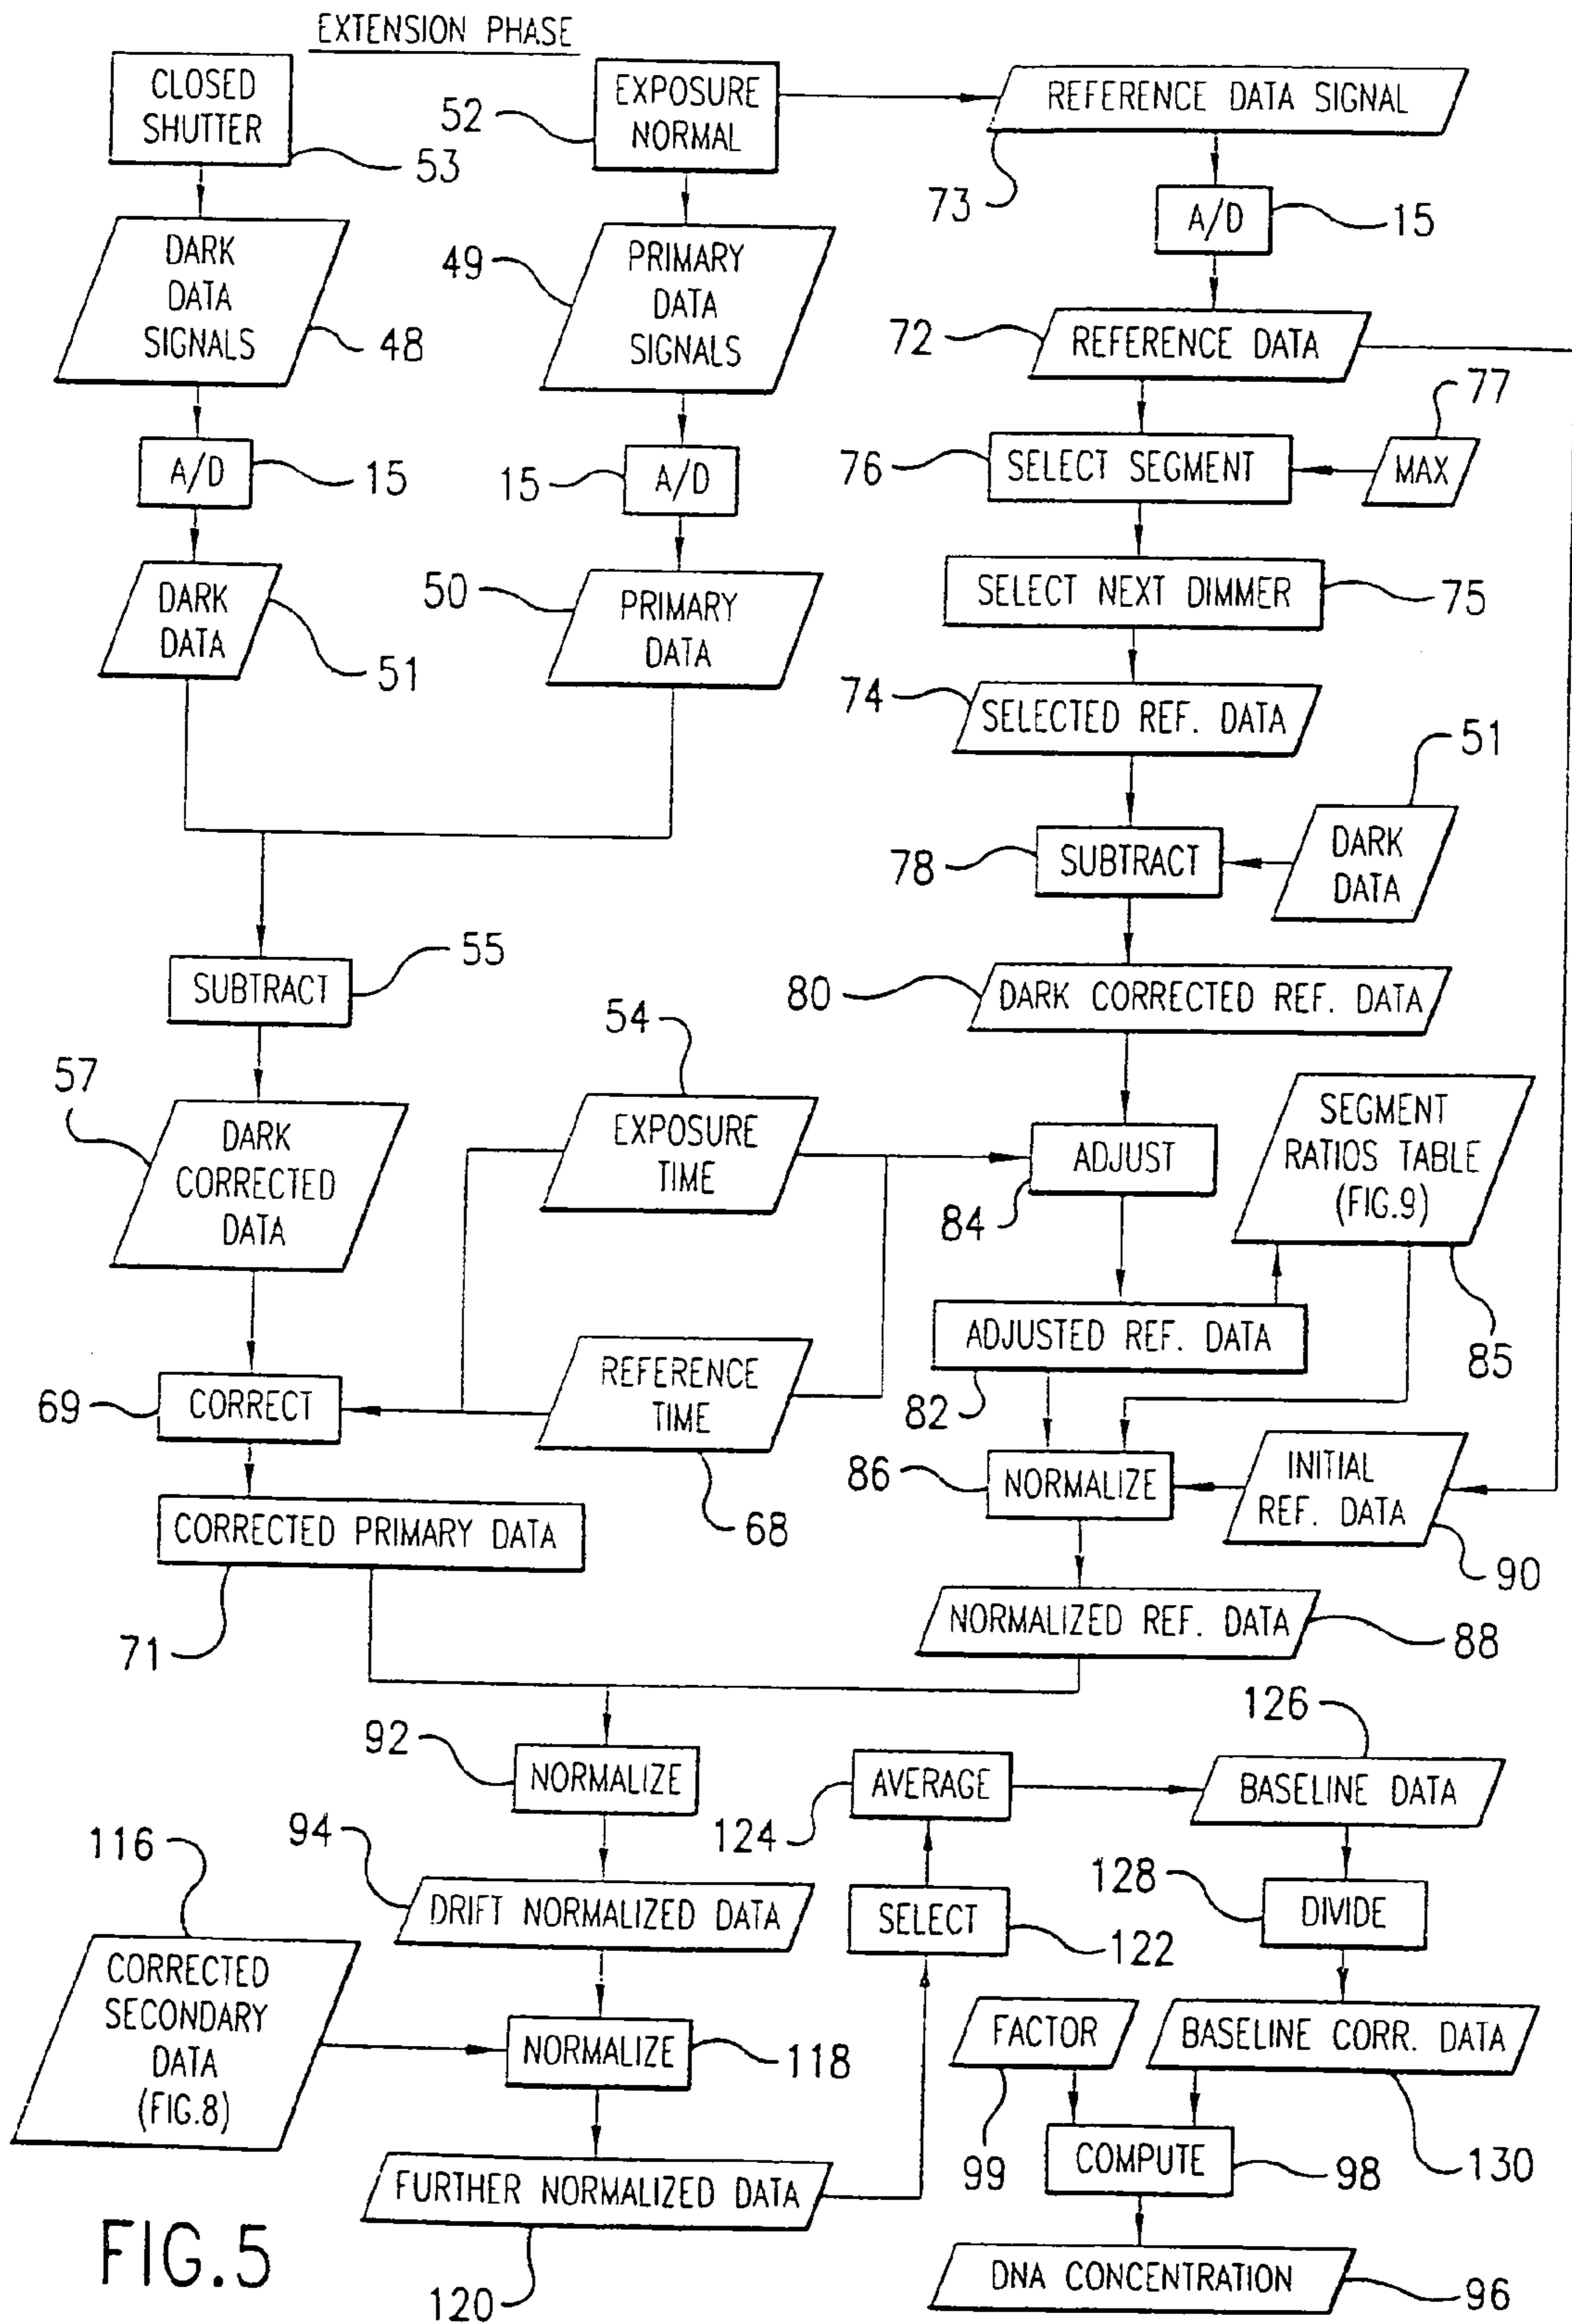 EXTENSION PHASE
CLOSED
SHUTTER
53
52
EXPOSURE
NORMAL
REFERENCE DATA SIGNAL
73
A/D
15
DARK
DATA
SIGNALS
48
49
PRIMARY
DATA
SIGNALS
72
REFERENCE DATA
77
MAX
76
SELECT SEGMENT
A/D
15
15
A/D
SELECT NEXT DIMMER
75
DARK
DATA
51
50
PRIMARY
DATA
74
SELECTED REF. DATA
51
DARK
DATA
78
SUBTRACT
SUBTRACT
55
80
DARK CORRECTED REF. DATA
57
DARK
CORRECTED
DATA
54
EXPOSURE
TIME
ADJUST
84
SEGMENT
RATIOS TABLE
(FIG.9)
85
ADJUSTED REF. DATA
82
69
CORRECT
REFERENCE
TIME
68
86
NORMALIZE
INITIAL
REF. DATA
90
CORRECTED PRIMARY DATA
71
NORMALIZED REF. DATA
88
92
NORMALIZE
124
AVERAGE
126
BASELINE DATA
94
DRIFT NORMALIZED DATA
SELECT
122
128
DIVIDE
116
CORRECTED
SECONDARY
DATA
(FIG.8)
NORMALIZE
118
FACTOR
99
BASELINE CORR. DATA
130
COMPUTE
98
FURTHER NORMALIZED DATA
120
DNA CONCENTRATION
96
FIG.5